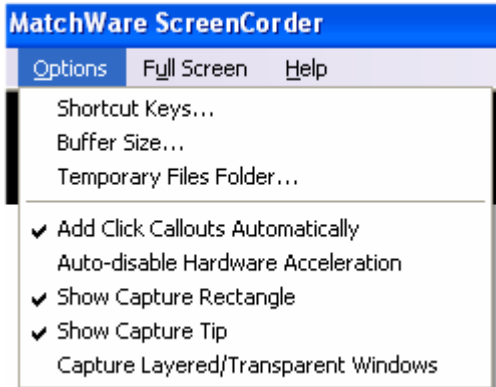 MatchWare ScreenCorder
Options Full Screen Help
Shortcut Keys...
Buffer Size...
Temporary Files Folder...
Add Click Callouts Automatically
Auto-disable Hardware Acceleration
Show Capture Rectangle
Show Capture Tip
Capture Layered/Transparent Windows